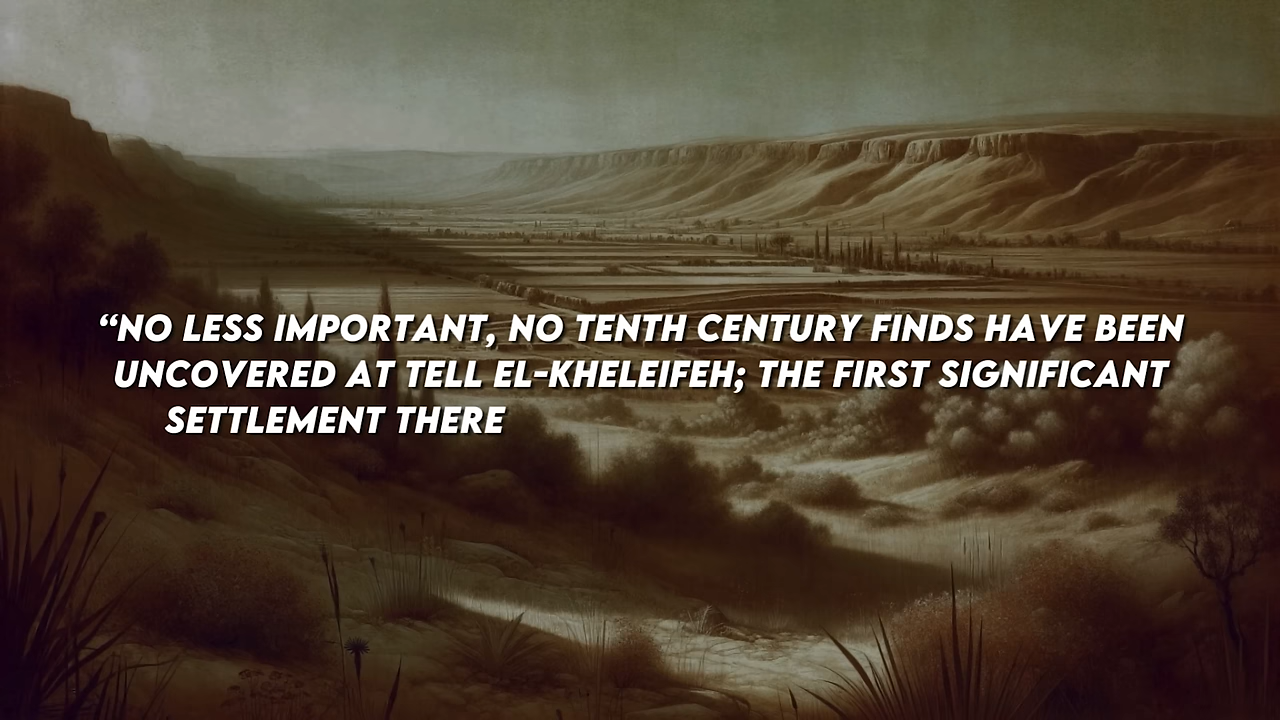 “NO LESS IMPORTANT, NO TENTH CENTURY FINDS HAVE BEEN
UNCOVERED AT TELL EL-KHELEIFEH; THE FIRST SIGNIFICANT
SETTLEMENT THERE